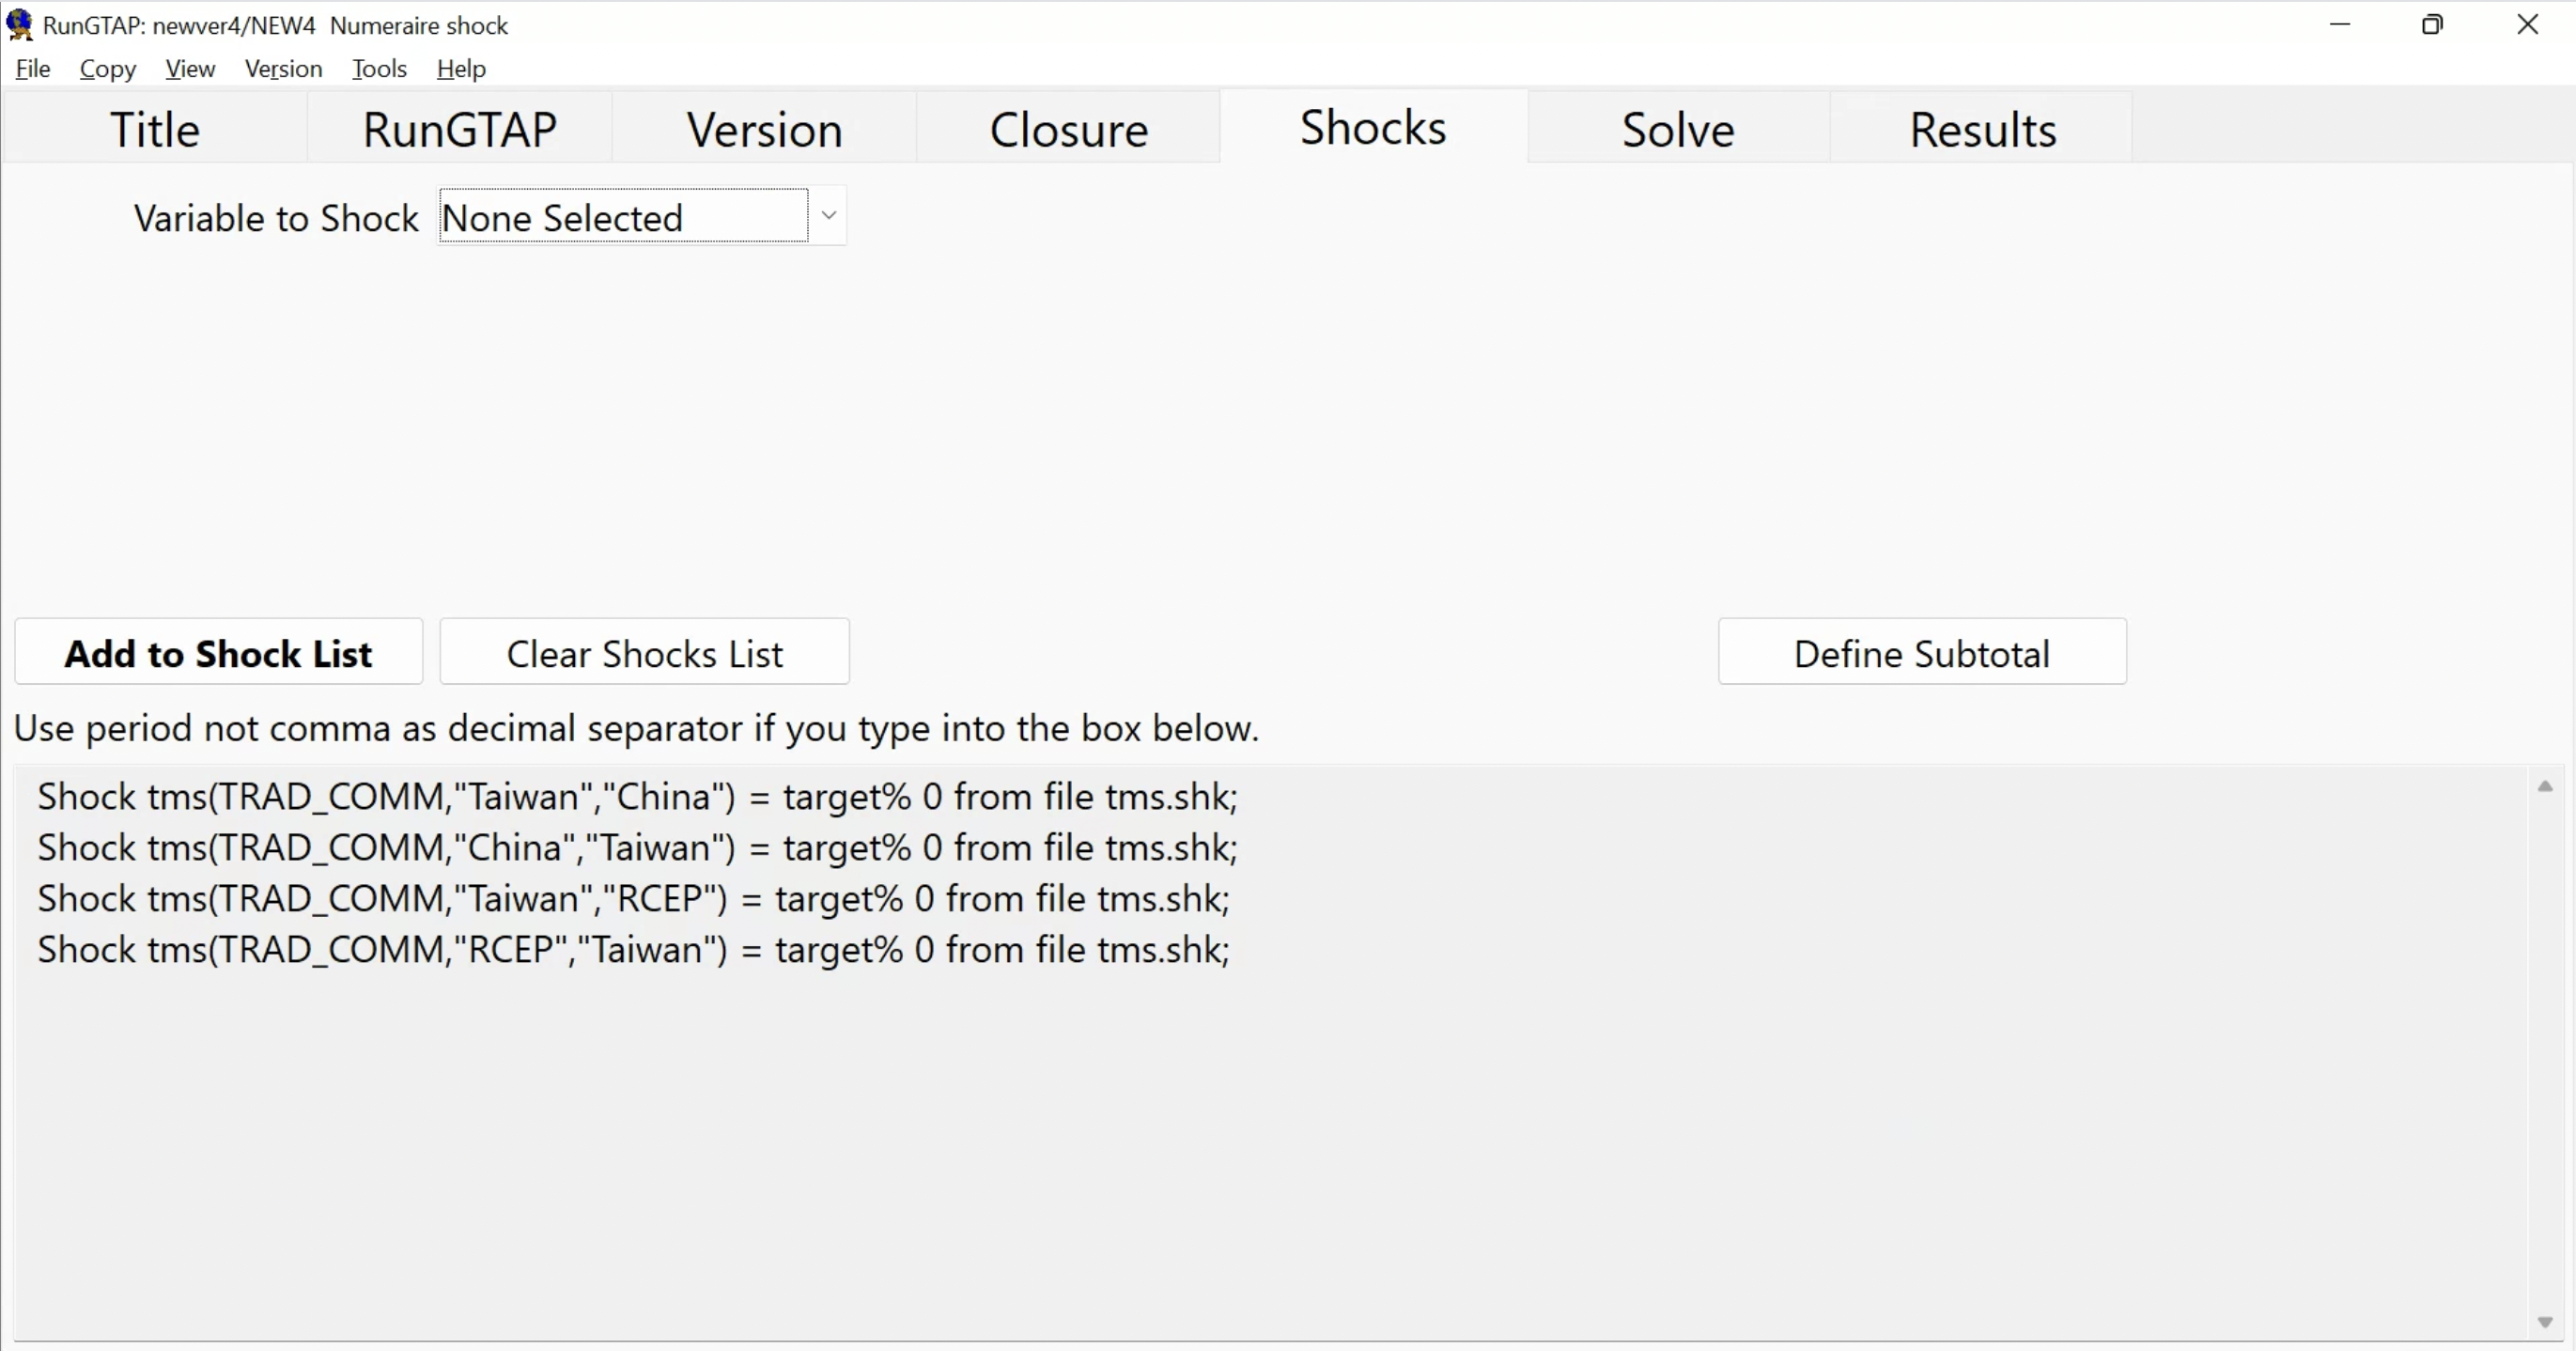 RunGTAP: newver4/NEW4 Numeraire shock
File Copy View Version Tools Help
Title RunGTAP Version Closure Shocks Solve Results
Variable to Shock None Selected
Add to Shock List Clear Shocks List Define Subtotal
Use period not comma as decimal separator if you type into the box below.
Shock tms(TRAD_COMM,"Taiwan","China") = target% 0 from file tms.shk;
Shock tms(TRAD_COMM,"China","Taiwan") = target% 0 from file tms.shk;
Shock tms(TRAD_COMM,"Taiwan","RCEP") = target% 0 from file tms.shk;
Shock tms(TRAD_COMM,"RCEP","Taiwan") = target% 0 from file tms.shk;